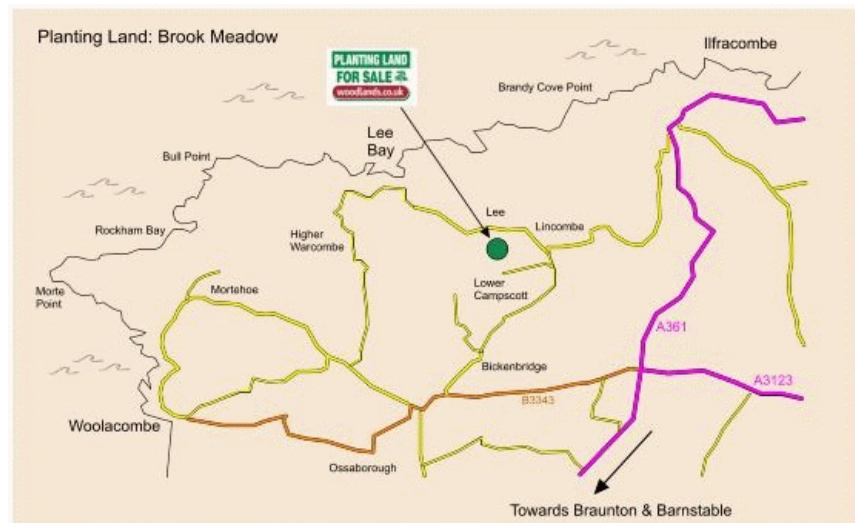 Planting Land: Brook Meadow
Ilfracombe
PLANTING LAND
FOR SALE
woodlands.co.uk
Brandy Cove Point
Lee
Bay
Bull Point
Lee
Lincombe
Rockham Bay
Higher
Warcombe
Morte
Point
Mortehoe
Lower
Campscott
A361
Bickenbridge
A3123
B3343
Woolacombe
Ossaborough
Towards Braunton & Barnstable